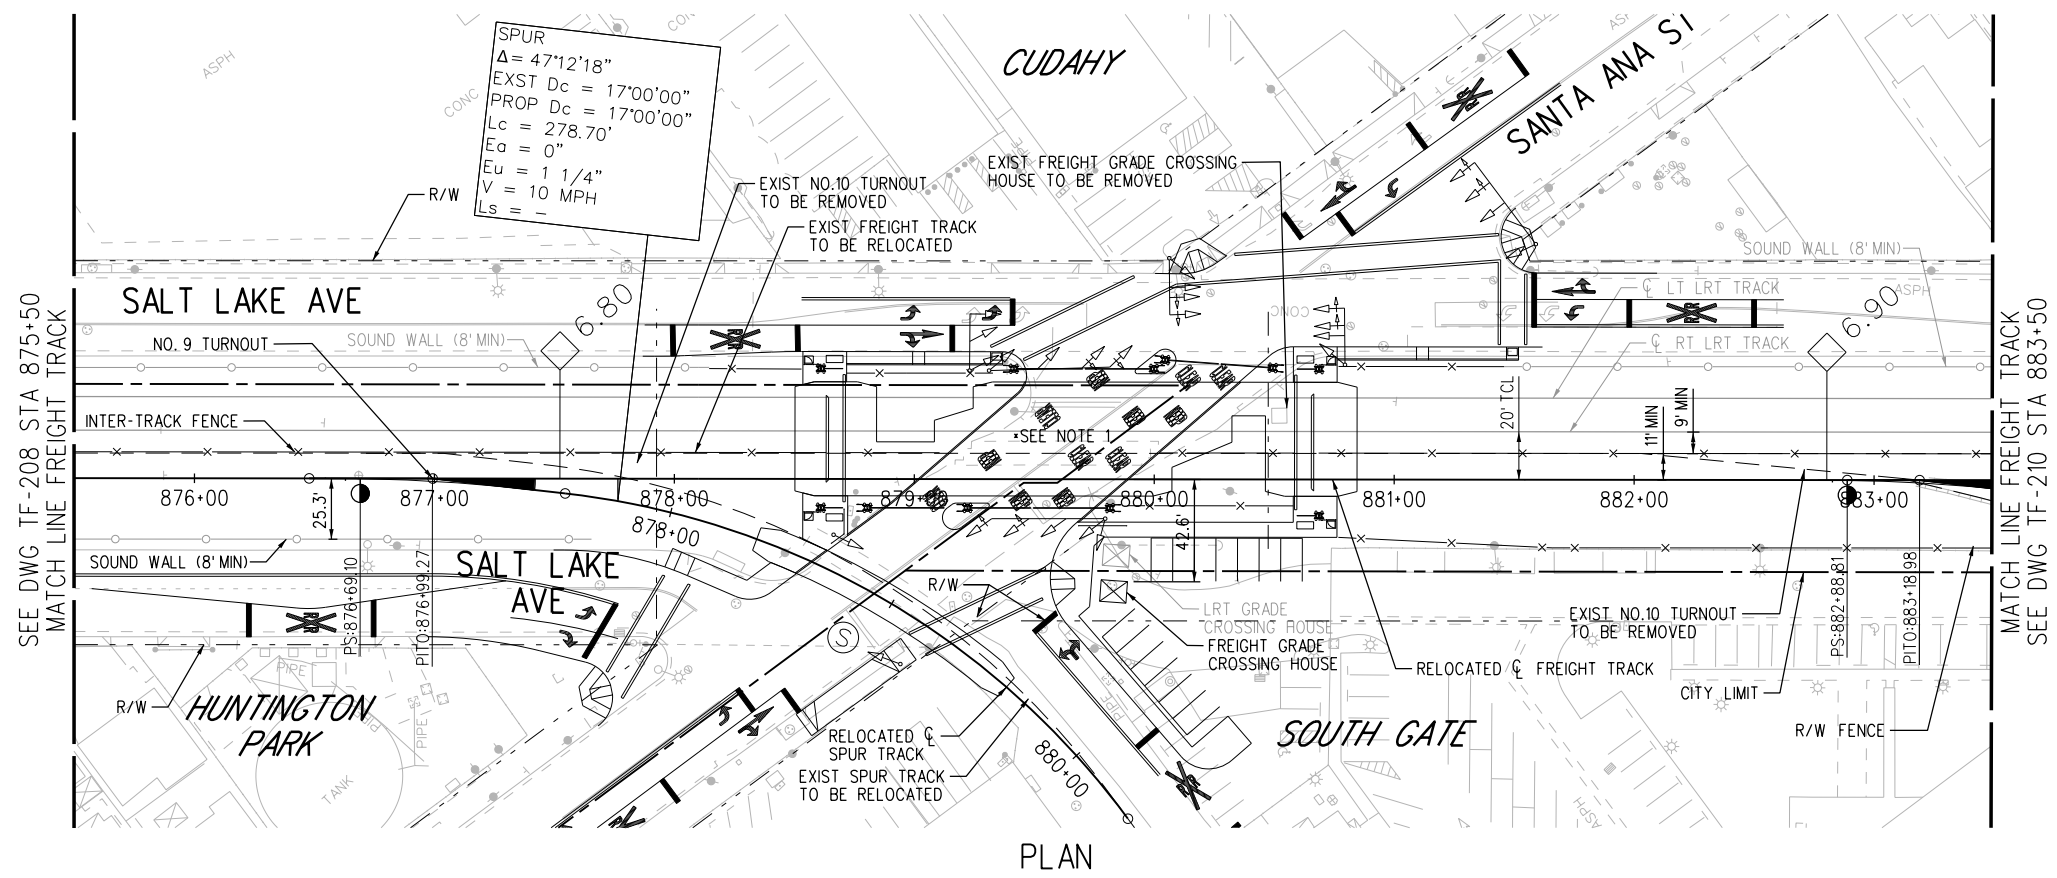 SPUR
Δ= 47°12'18"
EXST Dc = 17°00'00"
PROP Dc = 17°00'00"
Lc = 278.70'
Ea = 0"
Eu = 1 1/4"
V = 10 MPH
Ls = -
ASPH
CONC
CUDAHY
SANTA ANA ST
R/W
EXIST NO.10 TURNOUT
TO BE REMOVED
EXIST FREIGHT TRACK
TO BE RELOCATED
EXIST FREIGHT GRADE CROSSING
HOUSE TO BE REMOVED
SOUND WALL (8' MIN)
℄ LT LRT TRACK
ASPH
℄ RT LRT TRACK
SALT LAKE AVE
6.80
6.90
CONC
NO. 9 TURNOUT
SOUND WALL (8' MIN)
INTER-TRACK FENCE
*SEE NOTE 1
20' TCL
11' MIN
9' MIN
SEE DWG TF-208 STA 875+50
MATCH LINE FREIGHT TRACK
MATCH LINE FREIGHT TRACK
SEE DWG TF-210 STA 883+50
876+00
877+00
878+00
879+00
880+00
881+00
882+00
883+00
878+00
25.3'
42.6'
SOUND WALL (8' MIN)
SALT LAKE
AVE
PS:876+69.10
PITO:876+99.27
PS:882+88.81
PITO:883+18.98
R/W
LRT GRADE
CROSSING HOUSE
FREIGHT GRADE
CROSSING HOUSE
EXIST NO.10 TURNOUT
TO BE REMOVED
RELOCATED ℄ FREIGHT TRACK
CITY LIMIT
R/W FENCE
R/W
HUNTINGTON
PARK
PIPE
PIPE
PIPE
TANK
S
RELOCATED ℄
SPUR TRACK
EXIST SPUR TRACK
TO BE RELOCATED
880+00
PIPE
SOUTH GATE
ASPH
PLAN